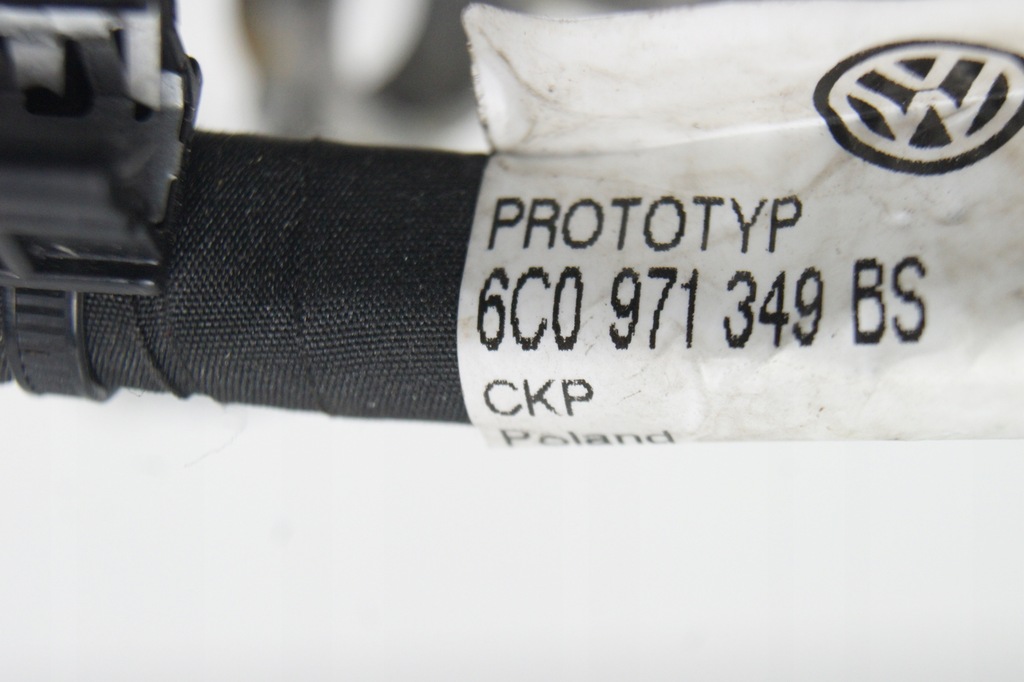 PROTOTYP
6C0 971 349 BS
CKP
Poland